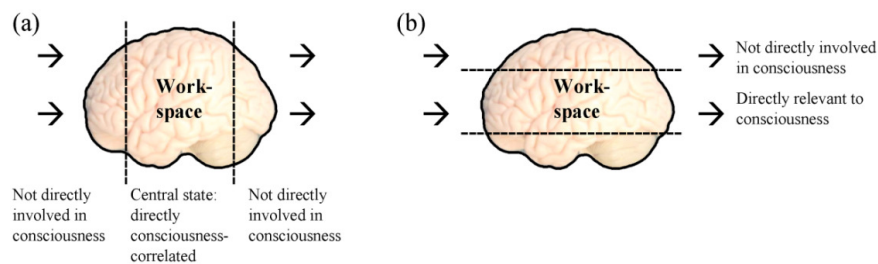 (a)
Work-
space
Not directly
involved in
consciousness
Central state:
directly
consciousness-
correlated
Not directly
involved in
consciousness
(b)
Work-
space
Not directly involved
in consciousness
Directly relevant to
consciousness